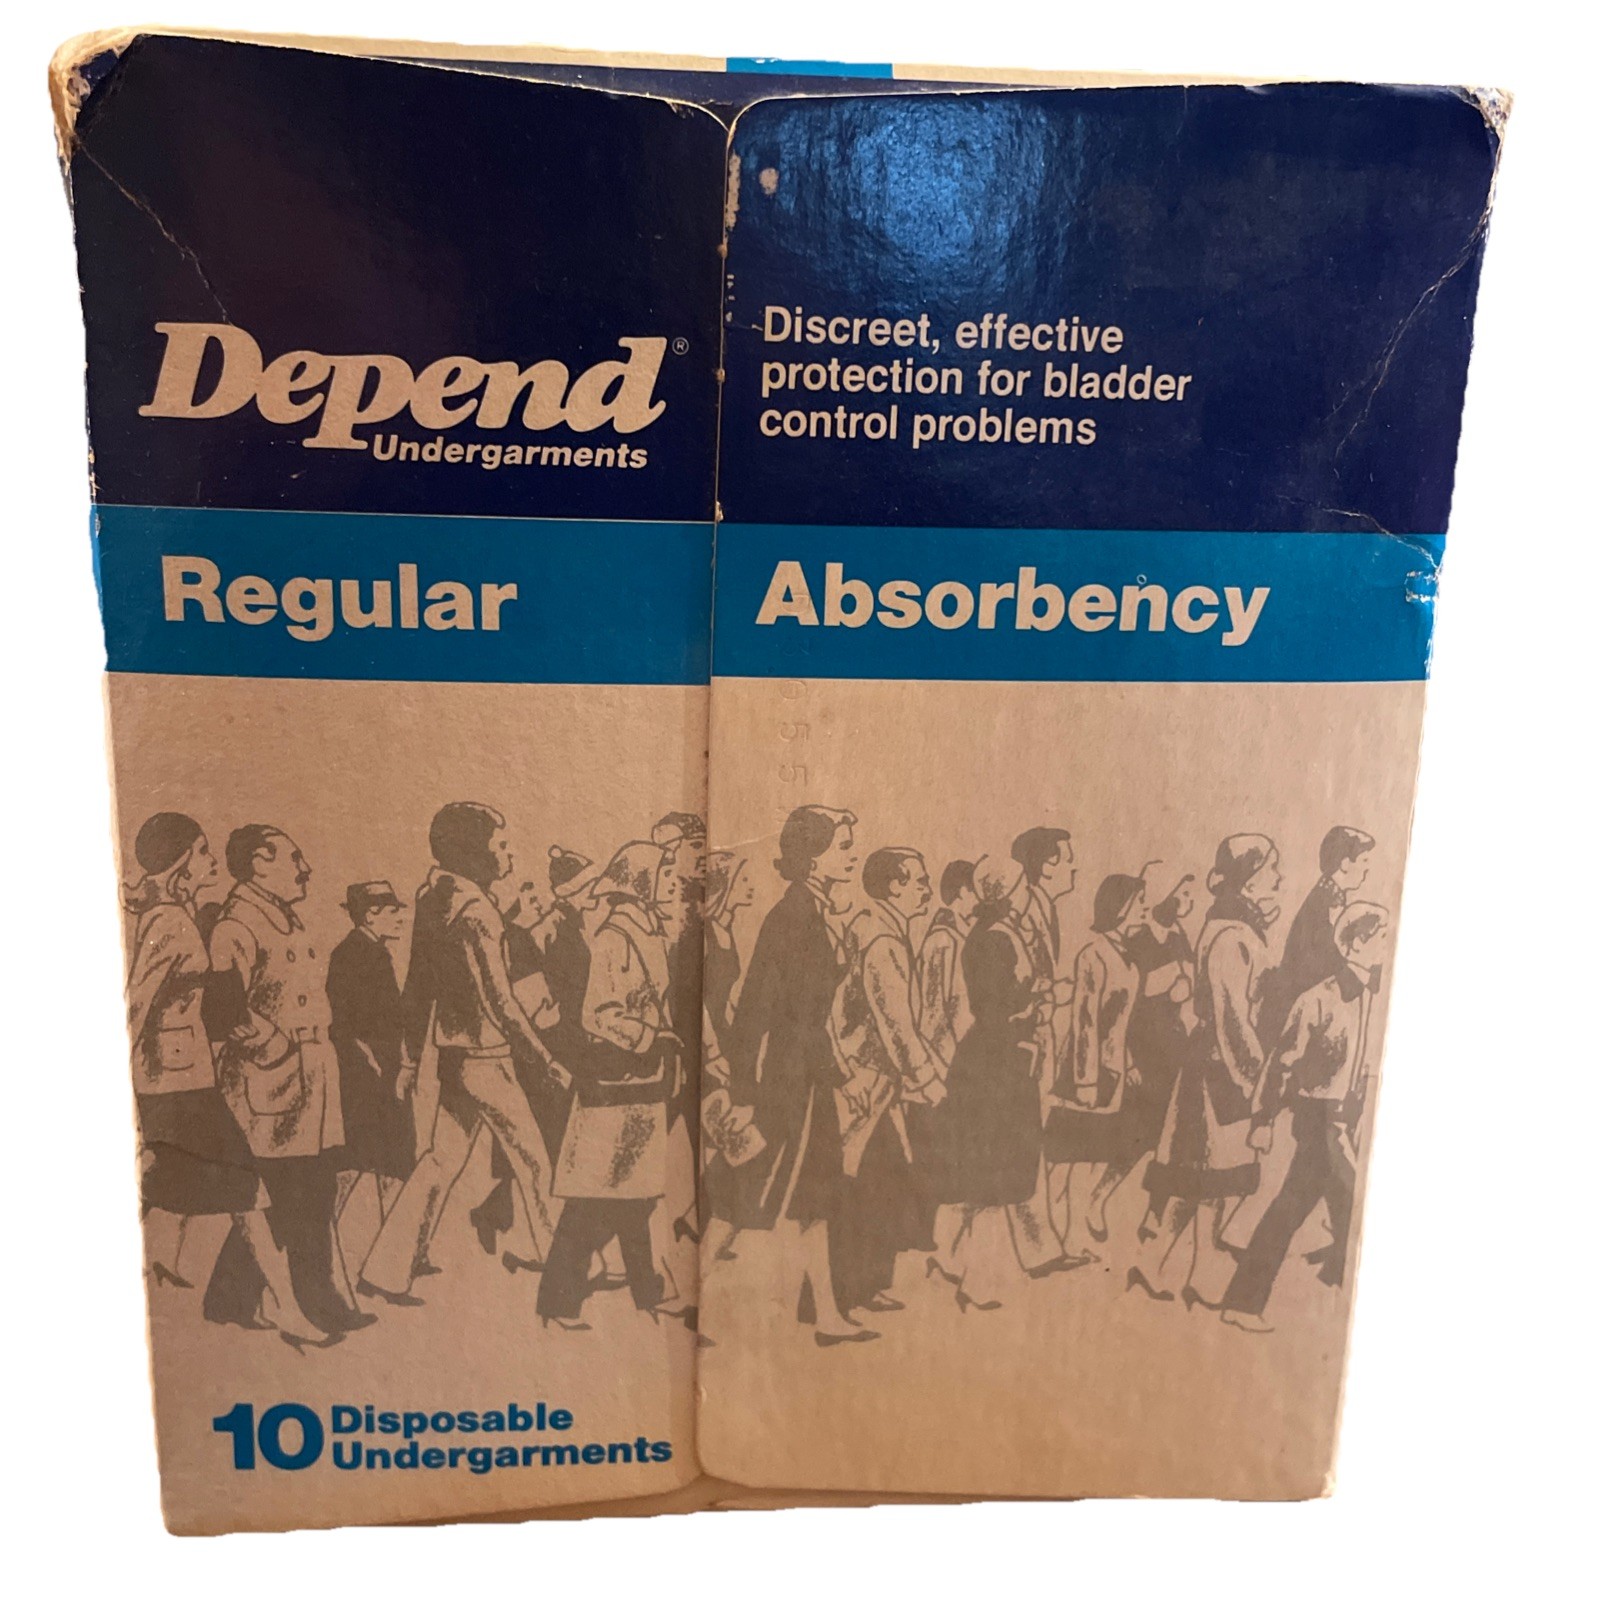 Depend®
Undergarments
Discreet, effective
protection for bladder
control problems
Regular Absorbency
10 Disposable
Undergarments